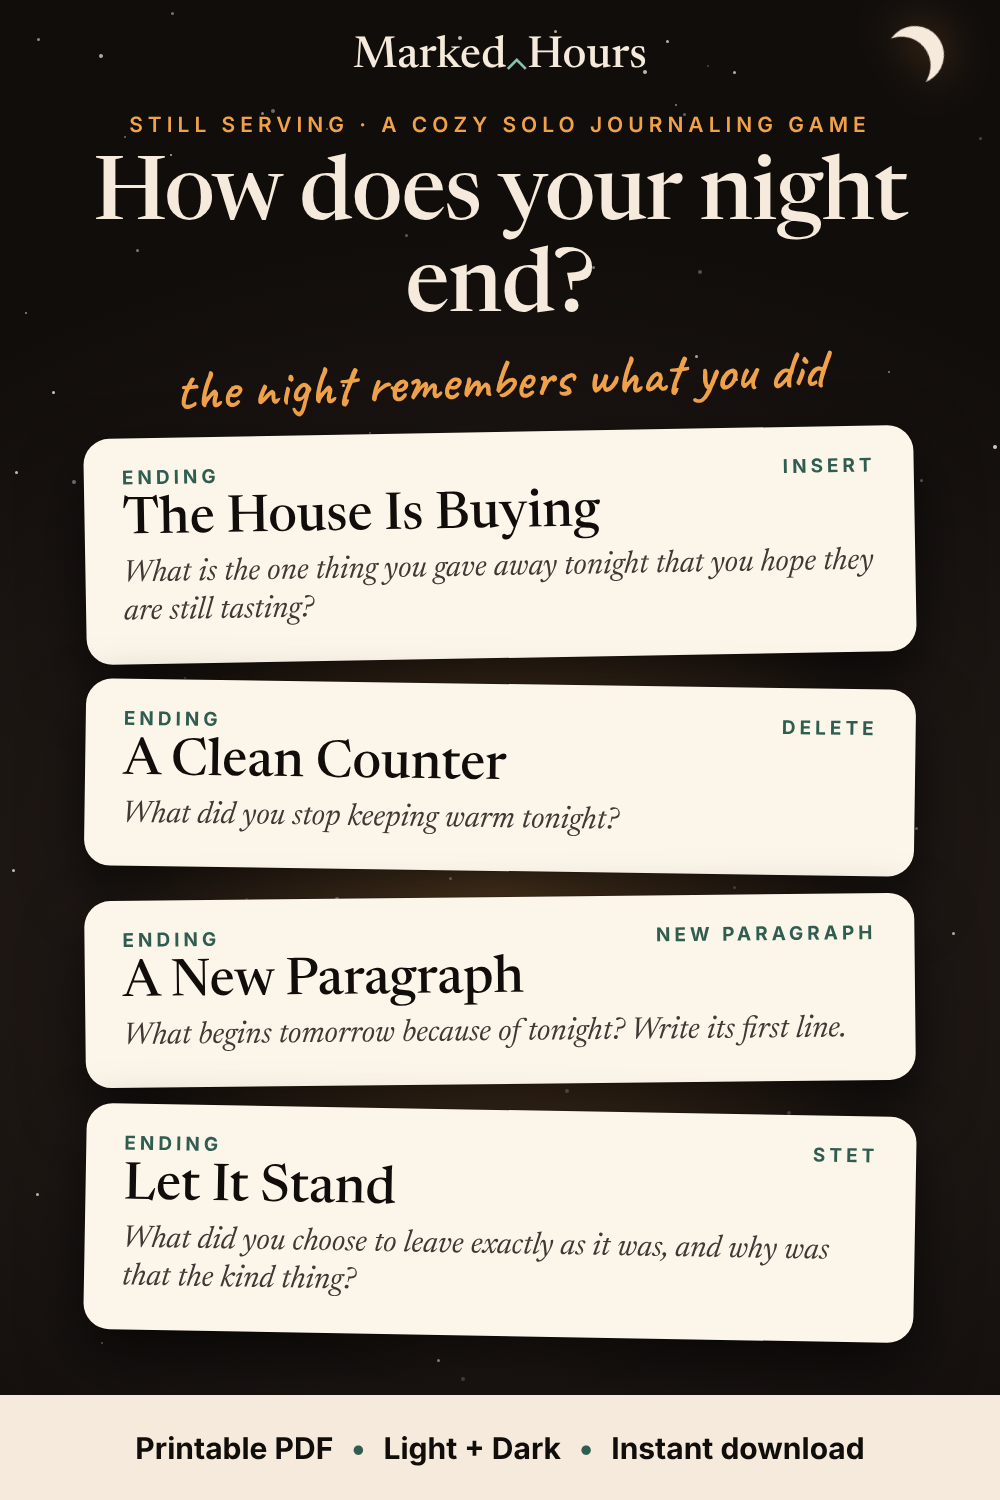 Marked‸Hours
STILL SERVING · A COZY SOLO JOURNALING GAME
How does your night
end?
the night remembers what you did
ENDING
INSERT
The House Is Buying
What is the one thing you gave away tonight that you hope they
are still tasting?
ENDING
DELETE
A Clean Counter
What did you stop keeping warm tonight?
ENDING
NEW PARAGRAPH
A New Paragraph
What begins tomorrow because of tonight? Write its first line.
ENDING
STET
Let It Stand
What did you choose to leave exactly as it was, and why was
that the kind thing?
Printable PDF • Light + Dark • Instant download